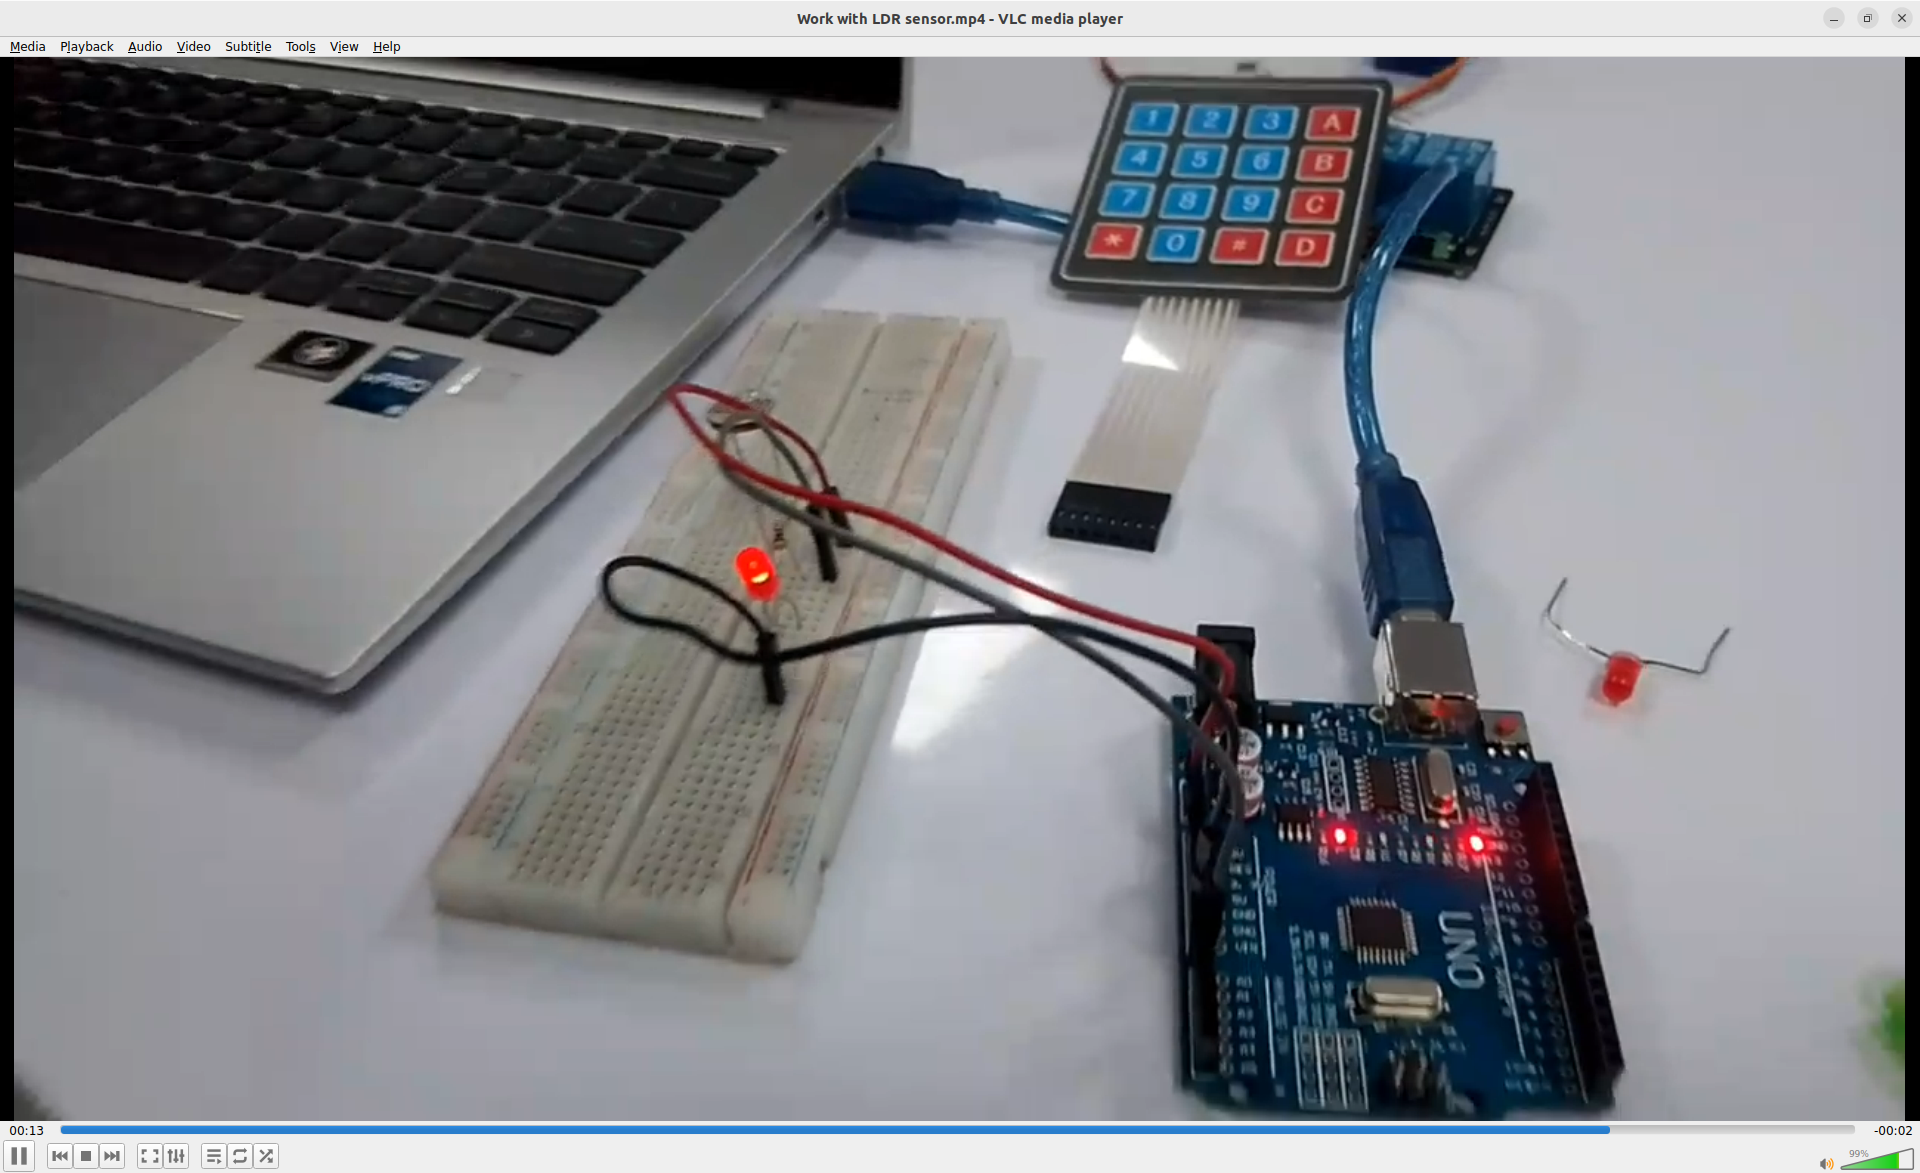 Work with LDR sensor.mp4 - VLC media player
Media Playback Audio Video Subtitle Tools View Help
1 2 3 A
4 5 6 B
7 8 9 C
* 0 # D
vPRO
UNO
00:13
-00:02
99%